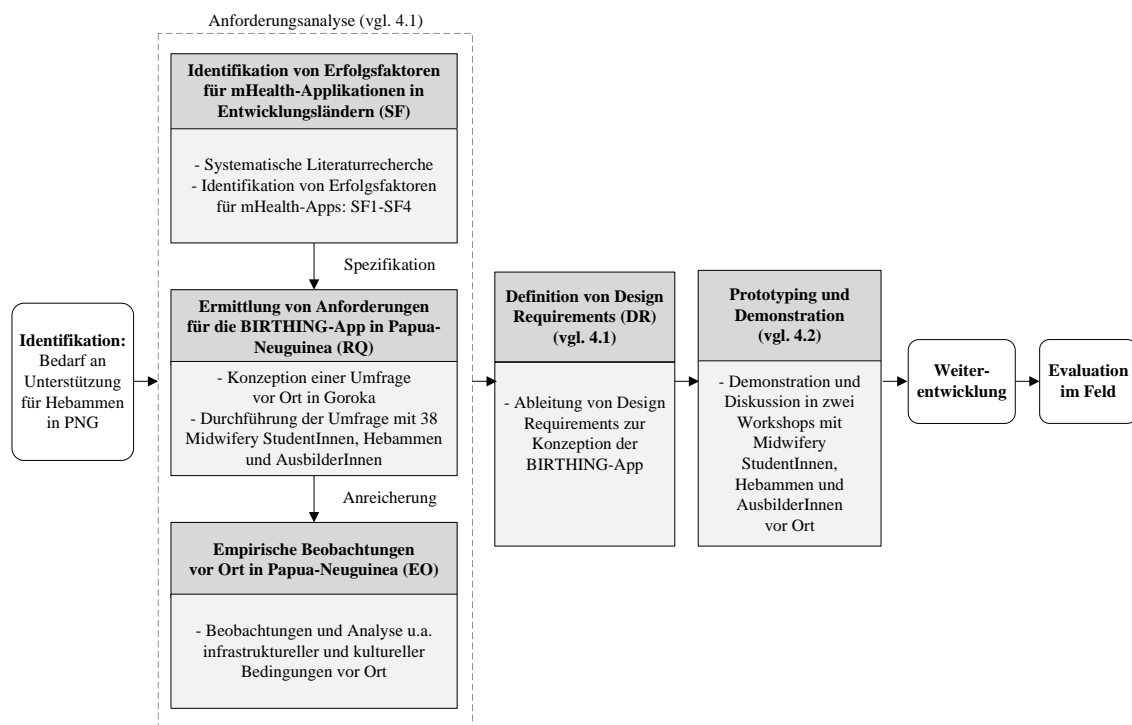 Anforderungsanalyse (vgl. 4.1)
Identifikation von Erfolgsfaktoren
für mHealth-Applikationen in
Entwicklungsländern (SF)
- Systematische Literaturrecherche
- Identifikation von Erfolgsfaktoren
für mHealth-Apps: SF1-SF4
Spezifikation
Identifikation:
Bedarf an
Unterstützung
für Hebammen
in PNG
Ermittlung von Anforderungen
für die BIRTHING-App in Papua-
Neuguinea (RQ)
- Konzeption einer Umfrage
vor Ort in Goroka
- Durchführung der Umfrage mit 38
Midwifery StudentInnen, Hebammen
und AusbilderInnen
Anreicherung
Empirische Beobachtungen
vor Ort in Papua-Neuguinea (EO)
- Beobachtungen und Analyse u.a.
infrastruktureller und kultureller
Bedingungen vor Ort
Definition von Design
Requirements (DR)
(vgl. 4.1)
- Ableitung von Design
Requirements zur
Konzeption der
BIRTHING-App
Prototyping und
Demonstration
(vgl. 4.2)
- Demonstration und
Diskussion in zwei
Workshops mit
Midwifery
StudentInnen,
Hebammen und
AusbilderInnen
vor Ort
Weiter-
entwicklung
Evaluation
im Feld